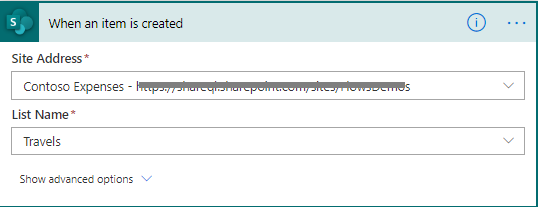 S
When an item is created
Site Address*
Contoso Expenses -
List Name*
Travels
Show advanced options